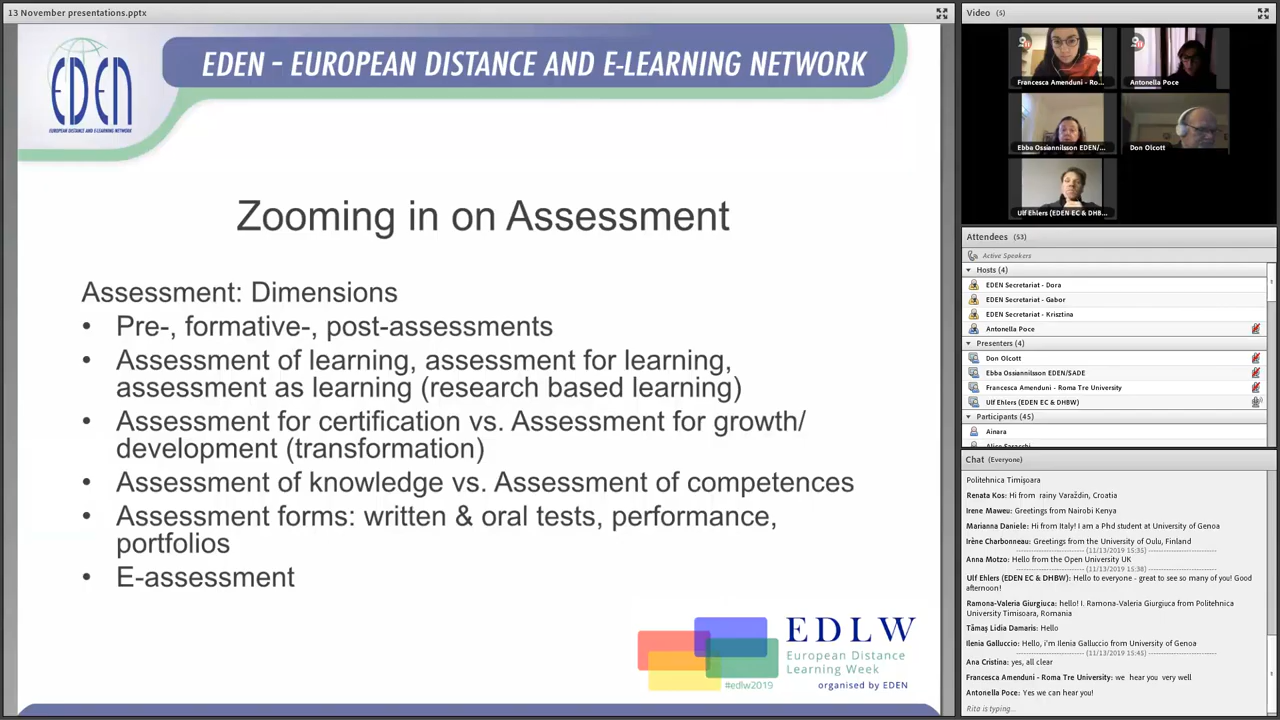 13 November presentations.pptx
EDEN
EUROPEAN DISTANCE AND E-LEARNING NETWORK
EDEN – EUROPEAN DISTANCE AND E-LEARNING NETWORK
Zooming in on Assessment
Assessment: Dimensions
• Pre-, formative-, post-assessments
• Assessment of learning, assessment for learning,
assessment as learning (research based learning)
• Assessment for certification vs. Assessment for growth/
development (transformation)
• Assessment of knowledge vs. Assessment of competences
• Assessment forms: written & oral tests, performance,
portfolios
• E-assessment
EDLW
European Distance
Learning Week
#edlw2019
organised by EDEN
Video (5)
Francesca Amenduni - Ro...
Antonella Poce
Ebba Ossiannilsson EDEN/...
Don Olcott
Ulf Ehlers (EDEN EC & DHB...
Attendees (53)
Active Speakers
Hosts (4)
EDEN Secretariat - Dora
EDEN Secretariat - Gabor
EDEN Secretariat - Krisztina
Antonella Poce
Presenters (4)
Don Olcott
Ebba Ossiannilsson EDEN/SADE
Francesca Amenduni - Roma Tre University
Ulf Ehlers (EDEN EC & DHBW)
Participants (45)
Ainara
Chat (Everyone)
Politehnica Timișoara
Renata Kos: Hi from rainy Varaždin, Croatia
Irene Maweu: Greetings from Nairobi Kenya
Marianna Daniele: Hi from Italy! I am a Phd student at University of Genoa
Irène Charbonneau: Greetings from the University of Oulu, Finland
(11/13/2019 15:35)
Anna Motzo: Hello from the Open University UK
(11/13/2019 15:38)
Ulf Ehlers (EDEN EC & DHBW): Hello to everyone - great to see so many of you! Good
afternoon!
Ramona-Valeria Giurgiuca: hello! I. Ramona-Valeria Giurgiuca from Politehnica
University Timișoara, Romania
Tămaș Lidia Damaris: Hello
Ilenia Galluccio: Hello, i'm Ilenia Galluccio from University of Genoa
(11/13/2019 15:45)
Ana Cristina: yes, all clear
Francesca Amenduni - Roma Tre University: we hear you very well
Antonella Poce: Yes we can hear you!
Rita is typing...